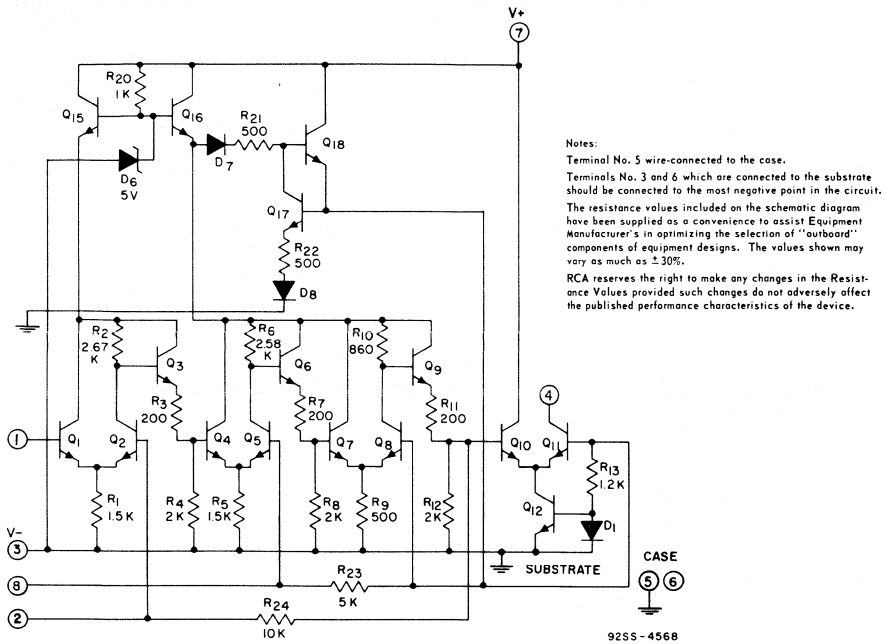 V+
7
R20
1K
Q15
Q16
R21
500
Q18
D7
D6
5V
Q17
R22
500
D8
R2
2.67
K
Q3
R6
2.58
K
Q6
R10
860
Q9
R3
200
R7
200
R11
200
4
1
Q1
Q2
Q4
Q5
Q7
Q8
Q10
Q11
R13
1.2K
R1
1.5K
R4
2K
R5
1.5K
R8
2K
R9
500
R12
2K
Q12
D1
V-
3
SUBSTRATE
CASE
5
6
8
R23
5K
2
R24
10K
92SS-4568
Notes:
Terminal No. 5 wire-connected to the case.
Terminals No. 3 and 6 which are connected to the substrate
should be connected to the most negative point in the circuit.
The resistance values included on the schematic diagram
have been supplied as a convenience to assist Equipment
Manufacturer's in optimizing the selection of "outboard"
components of equipment designs. The values shown may
vary as much as ±30%.
RCA reserves the right to make any changes in the Resist-
ance Values provided such changes do not adversely affect
the published performance characteristics of the device.